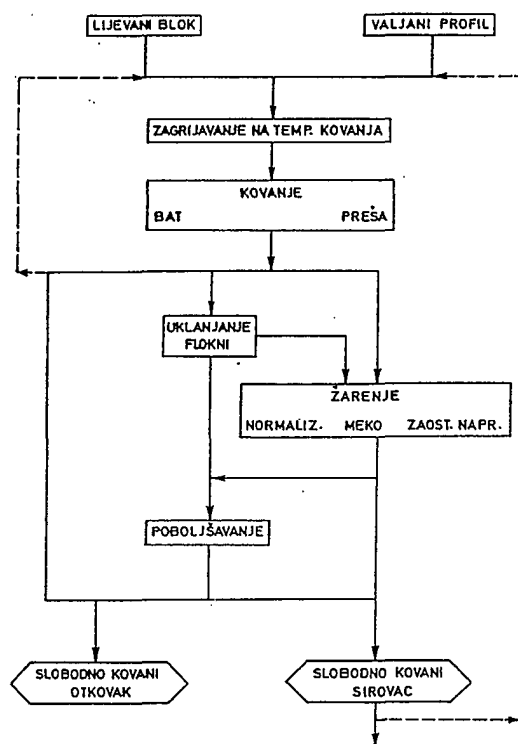 LIJEVANI BLOK
VALJANI PROFIL
ZAGRIJAVANJE NA TEMP. KOVANJA
KOVANJE
BAT PREŠA
UKLANJANJE
FLOKNI
ŽARENJE
NORMALIZ. MEKO ZAOST. NAPR.
POBOLJŠAVANJE
SLOBODNO KOVANI
OTKOVAK
SLOBODNO KOVANI
SIROVAC